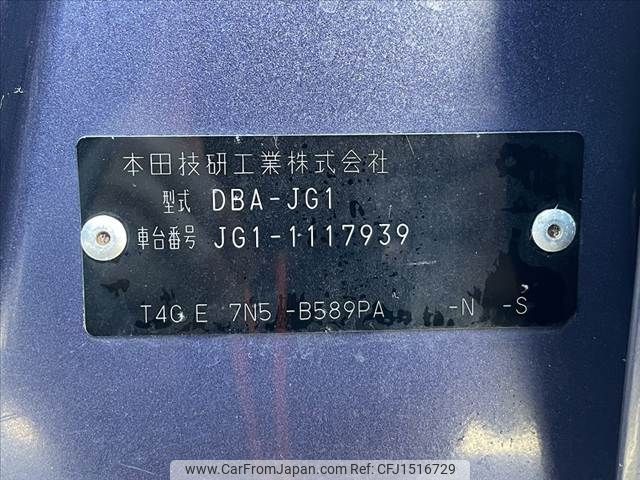 本田技研工業株式会社
型式 DBA-JG1
車台番号 JG1-1117939
T4G E 7N5 -B589PA -N -S
www.CarFromJapan.com | CFJ1516729